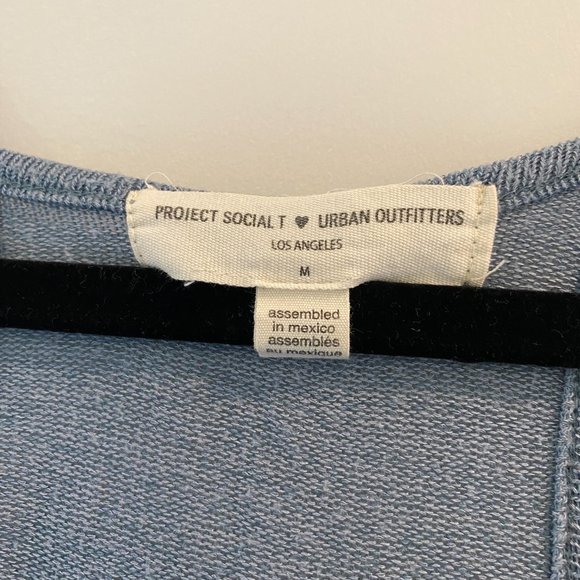 PROJECT SOCIAL T ♥ URBAN OUTFITTERS
LOS ANGELES
M
assembled
in mexico
assemblés
au mexique